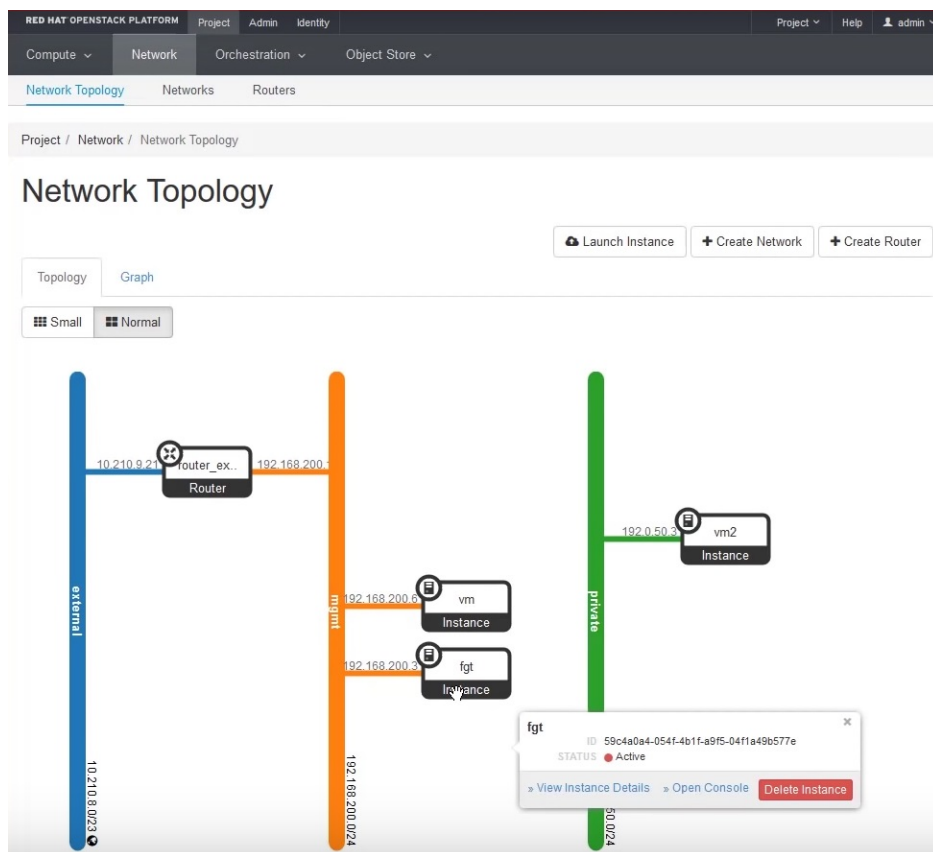 RED HAT OPENSTACK PLATFORM Project Admin Identity Project Help admin
Compute Network Orchestration Object Store
Network Topology Networks Routers
Project / Network / Network Topology
Network Topology
Launch Instance + Create Network + Create Router
Topology Graph
Small Normal
10.210.9.21 router_ex.. 192.168.200.
Router
192.0.50.3 vm2
Instance
external
mgmt
private
192.168.200.6 vm
Instance
192.168.200.3 fgt
Instance
fgt ×
ID 59c4a0a4-054f-4b1f-a9f5-04f1a49b577e
STATUS Active
» View Instance Details » Open Console Delete Instance
10.210.8.0/23
192.168.200.0/24
50.0/24